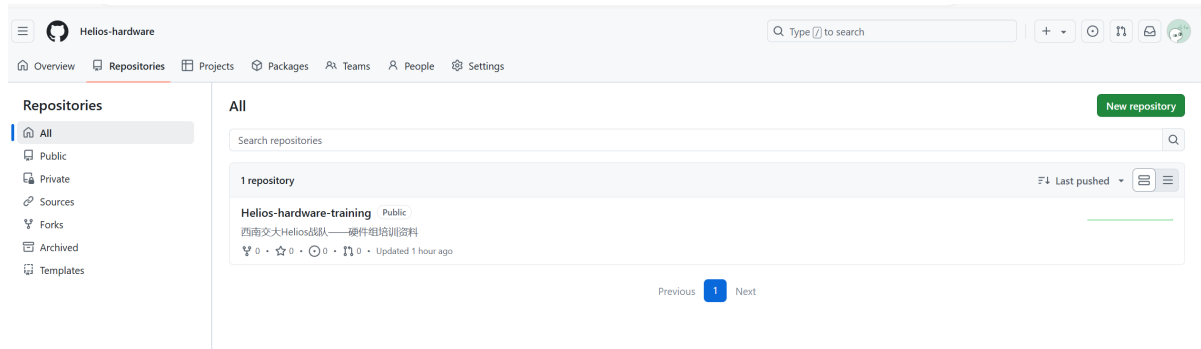 Helios-hardware
Type / to search
Overview
Repositories
Projects
Packages
Teams
People
Settings
Repositories
All
Public
Private
Sources
Forks
Archived
Templates
All
New repository
Search repositories
1 repository
Last pushed
Helios-hardware-training Public
西南交大Helios战队——硬件组培训资料
0 • 0 • 0 • 0 • Updated 1 hour ago
Previous 1 Next